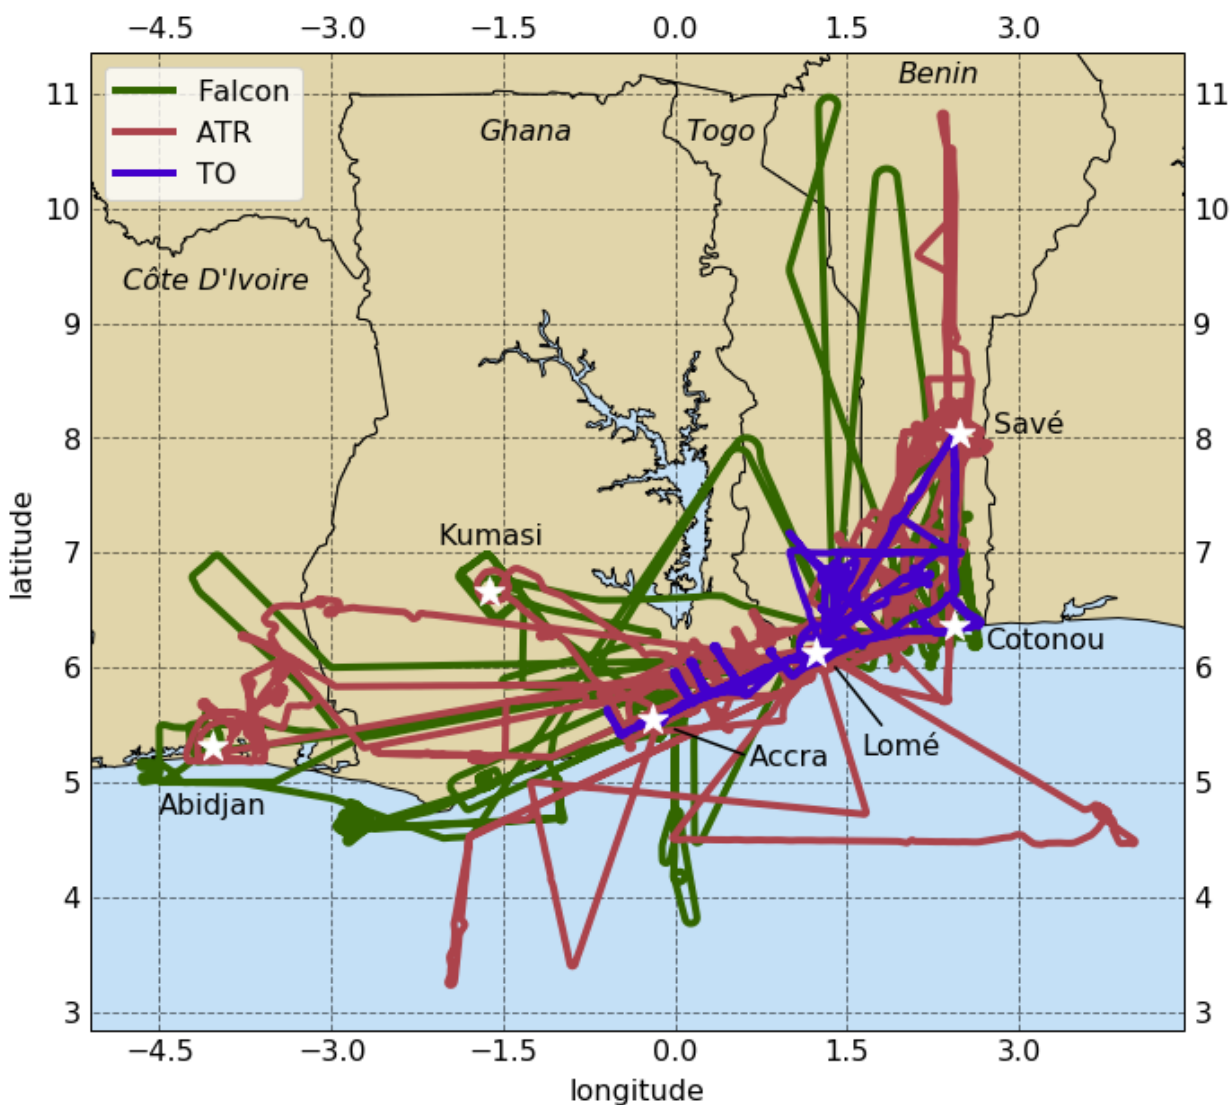 −4.5 −3.0 −1.5 0.0 1.5 3.0
Falcon
ATR
TO
Benin
Ghana
Togo
Côte D'Ivoire
Savé
Kumasi
Cotonou
Lomé
Accra
Abidjan
11
10
9
8
7
6
5
4
3
11
10
9
8
7
6
5
4
3
latitude
−4.5 −3.0 −1.5 0.0 1.5 3.0
longitude